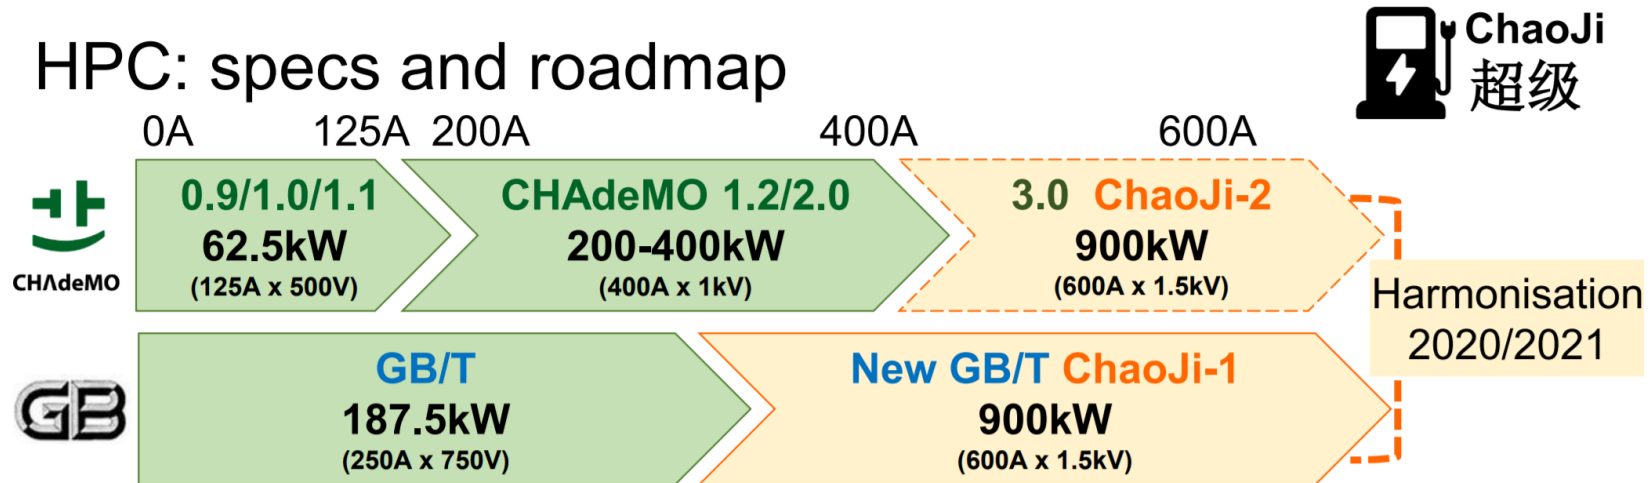 HPC: specs and roadmap
ChaoJi
超级
0A 125A 200A 400A 600A
CHΛdeMO
0.9/1.0/1.1
62.5kW
(125A x 500V)
CHAdeMO 1.2/2.0
200-400kW
(400A x 1kV)
3.0 ChaoJi-2
900kW
(600A x 1.5kV)
Harmonisation
2020/2021
GB
GB/T
187.5kW
(250A x 750V)
New GB/T ChaoJi-1
900kW
(600A x 1.5kV)